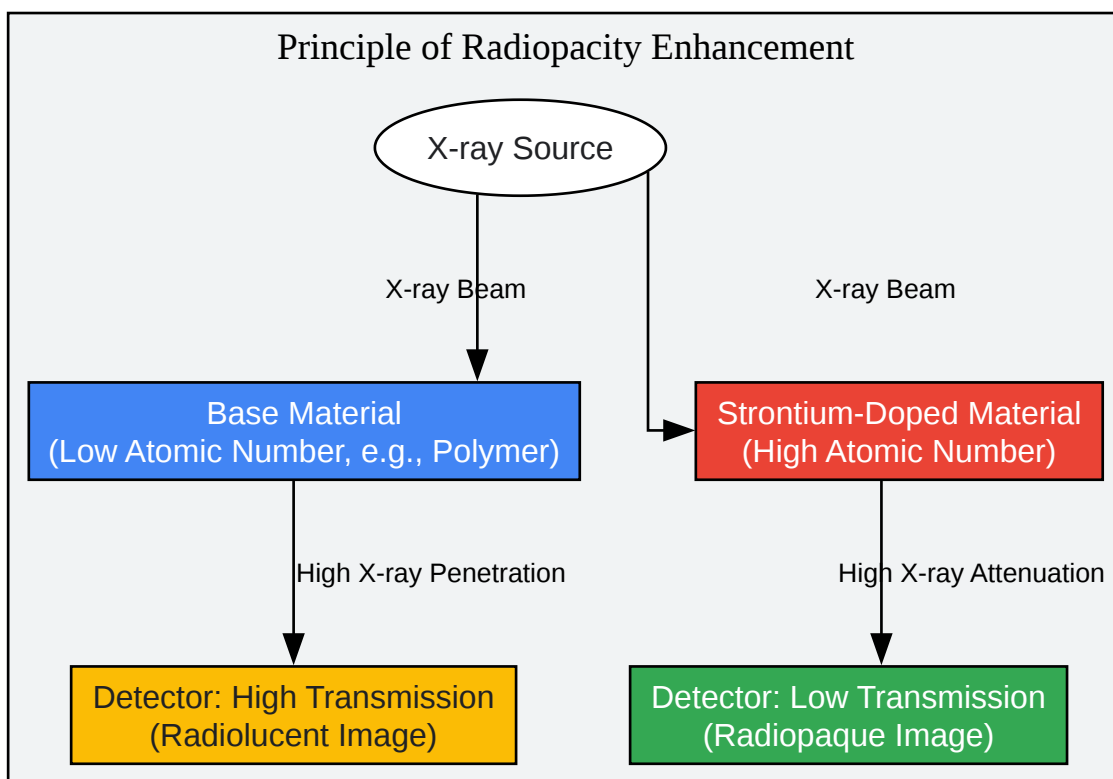 Principle of Radiopacity Enhancement
X-ray Source
X-ray Beam
X-ray Beam
Base Material
(Low Atomic Number, e.g., Polymer)
Strontium-Doped Material
(High Atomic Number)
High X-ray Penetration
High X-ray Attenuation
Detector: High Transmission
(Radiolucent Image)
Detector: Low Transmission
(Radiopaque Image)